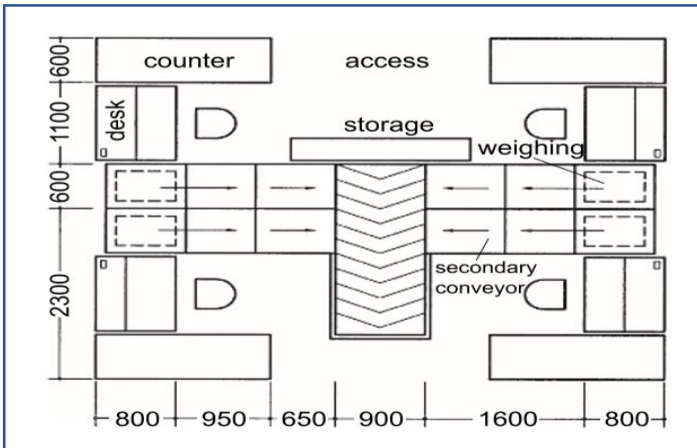 counter
access
600
desk
1100
storage
weighing
600
secondary
conveyor
2300
800
950
650
900
1600
800